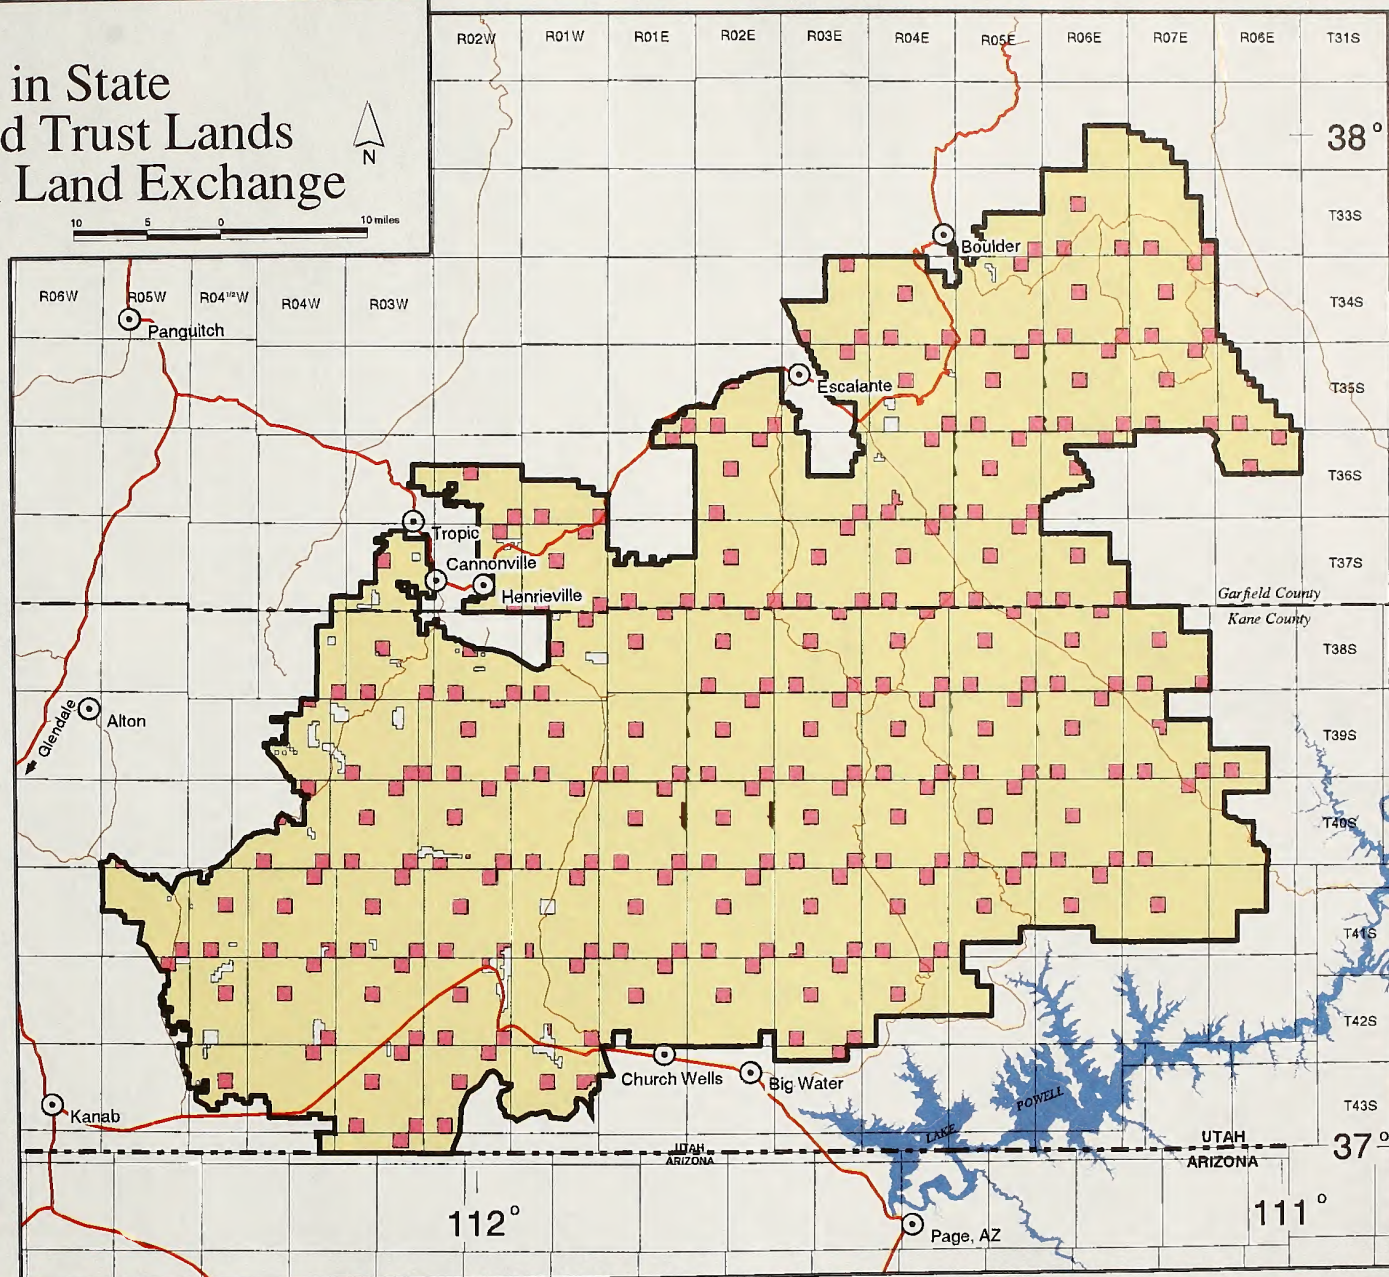 in State
d Trust Lands
Land Exchange
N
10 5 0 10 miles
R02W R01W R01E R02E R03E R04E R05E R06E R07E R06E T31S
38°
T33S
Boulder
R06W R05W R04 1/2W R04W R03W
T34S
Panguitch
Escalante
T35S
T36S
Tropic
Cannonville
T37S
Henrieville
Garfield County
Kane County
T38S
Glendale
Alton
T39S
T40S
T41S
T42S
Church Wells
Big Water
Kanab
LAKE POWELL
T43S
UTAH
ARIZONA
UTAH
ARIZONA
37°
112°
111°
Page, AZ